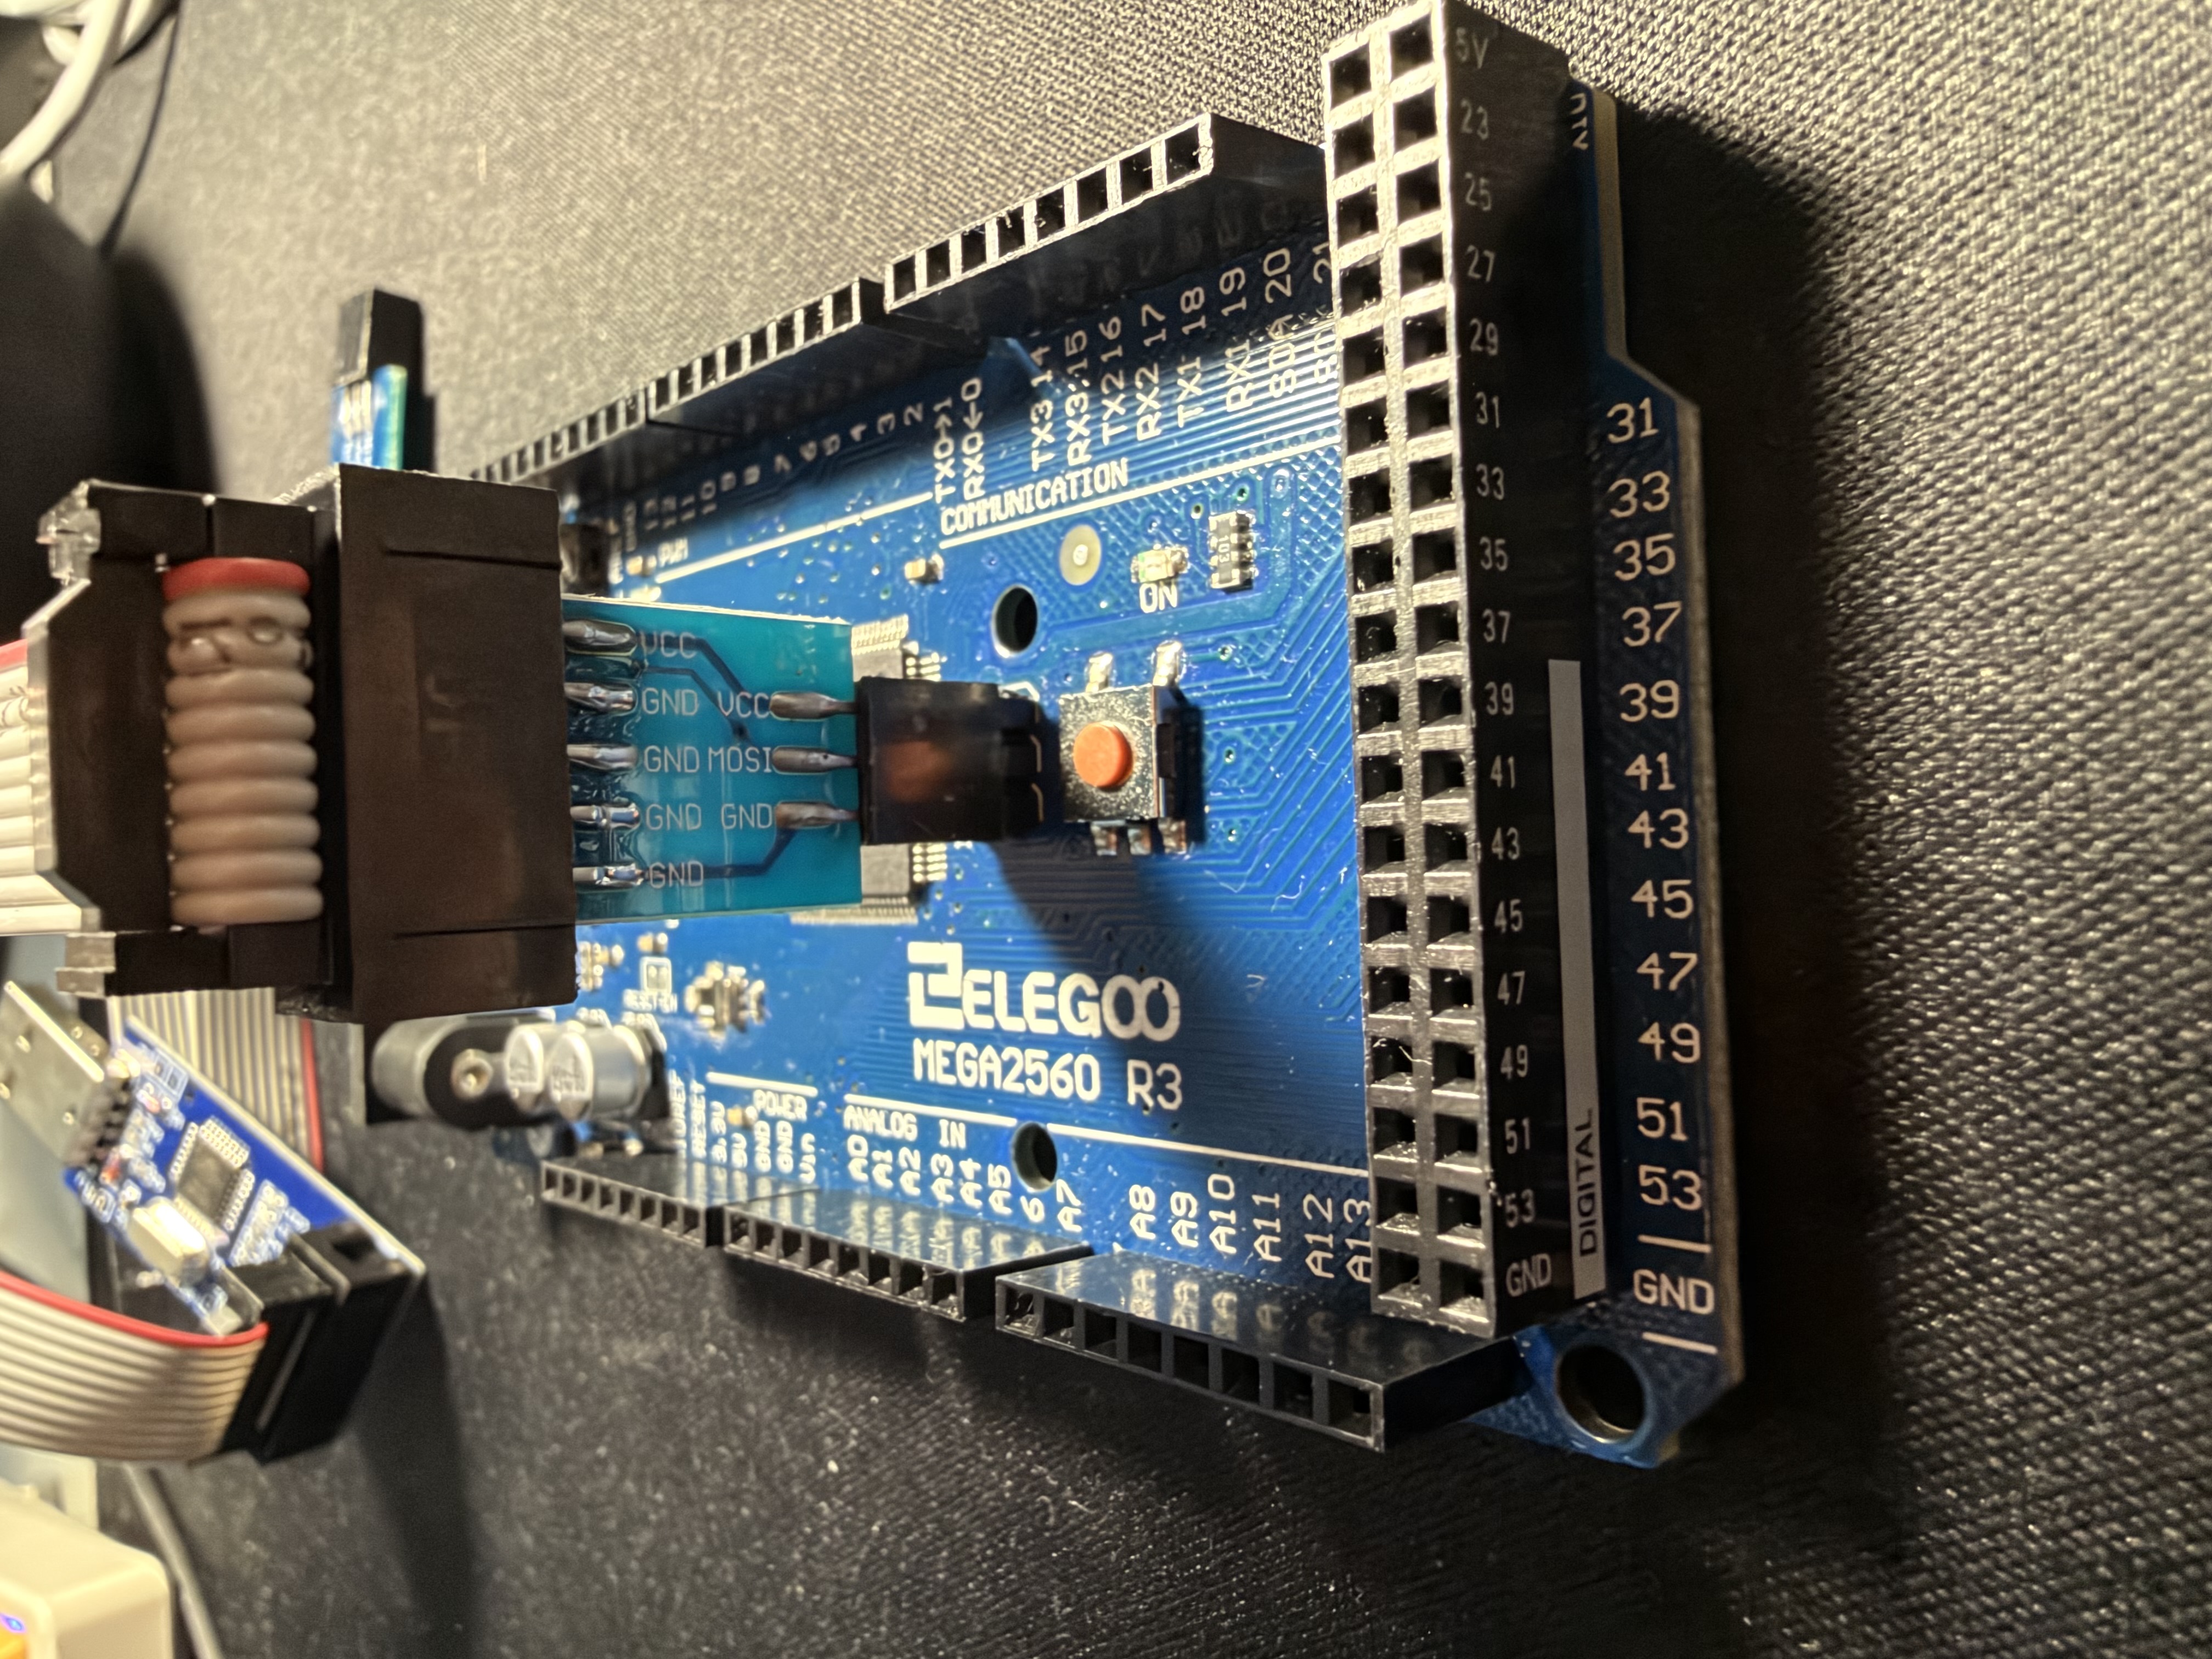 GND
GND
GND
GND
VCC
GND
MOSI
VCC
RESET
3.3V
5V
GND
GND
Vin
POWER
A0
A1
A2
A3
A4
A5
A7
ANALOG IN
A8
A9
A10
A11
A12
A13
ELEGOO
MEGA2560 R3
ON
103
3
2
TX0→1
RX0←0
COMMUNICATION
TX3 14
RX3 15
TX2 16
RX2 17
TX1 18
RX1 19
SDA 20
21
GND 53 51 49 47 45 43 41 39 37 35 33 31 29 27 25 23 5V
DIGITAL
GND 53 51 49 47 45 43 41 39 37 35 33 31